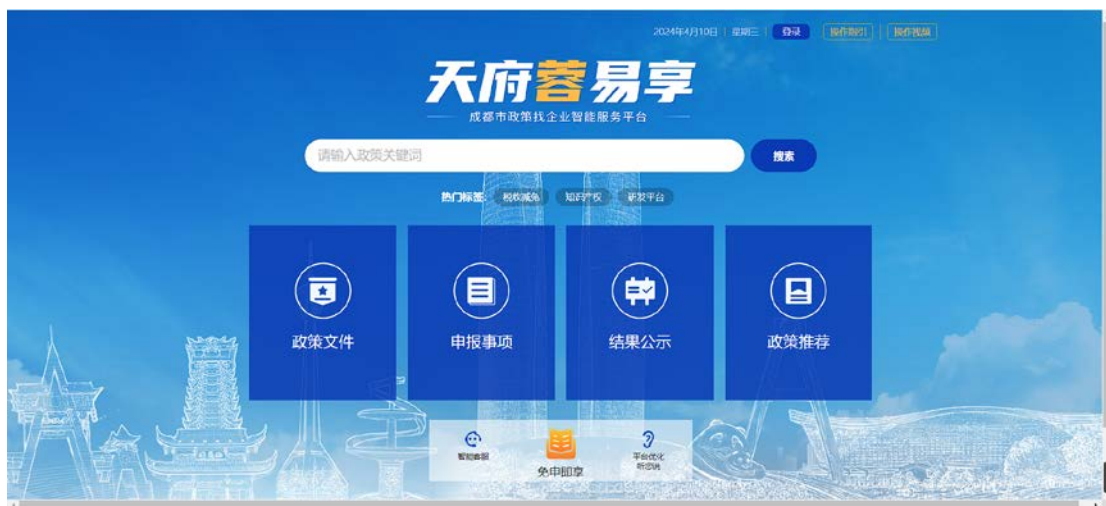 2024年4月10日 | 星期三 | 登录 操作指引 | 操作视频
天府蓉易享
成都市政策找企业智能服务平台
请输入政策关键词 搜索
热门标签: 税收减免 知识产权 研发平台
政策文件 申报事项 结果公示 政策推荐
智能客服 免申即享 平台优化
听您说